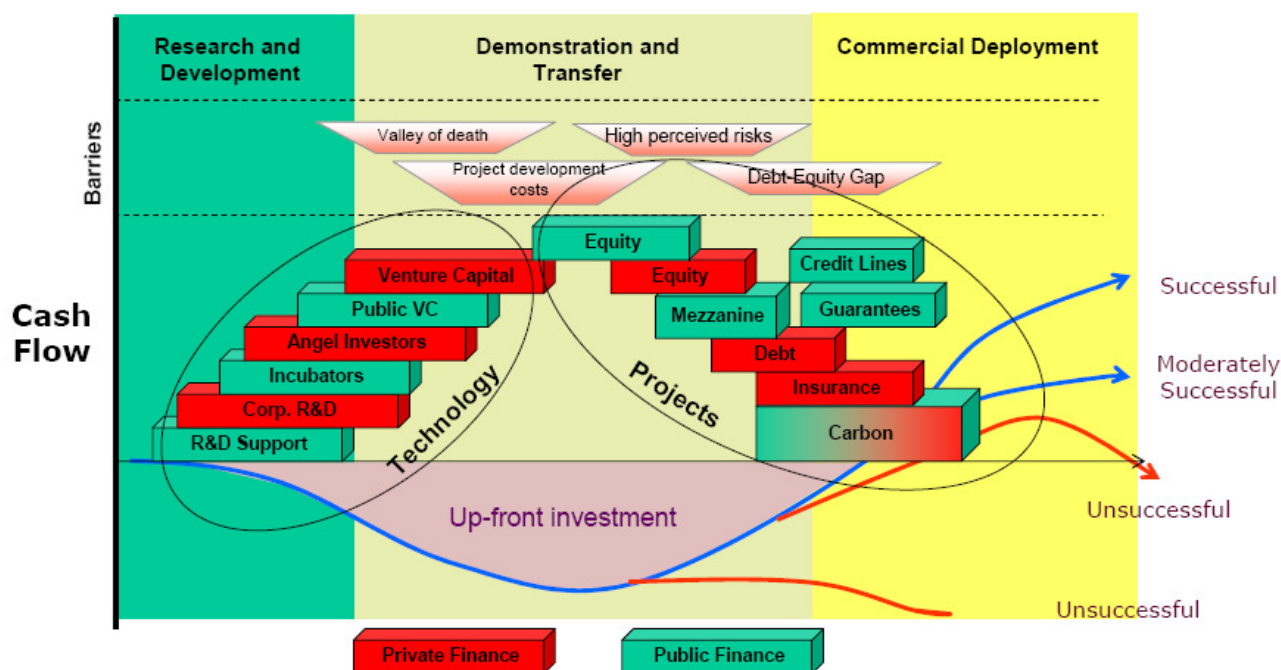 Research and
Development
Demonstration and
Transfer
Commercial Deployment
Barriers
Valley of death
High perceived risks
Project development
costs
Debt-Equity Gap
Equity
Venture Capital
Equity
Credit Lines
Public VC
Mezzanine
Guarantees
Angel Investors
Debt
Incubators
Insurance
Corp. R&D
Carbon
R&D Support
Technology
Projects
Cash
Flow
Successful
Moderately
Successful
Up-front investment
Unsuccessful
Unsuccessful
Private Finance
Public Finance